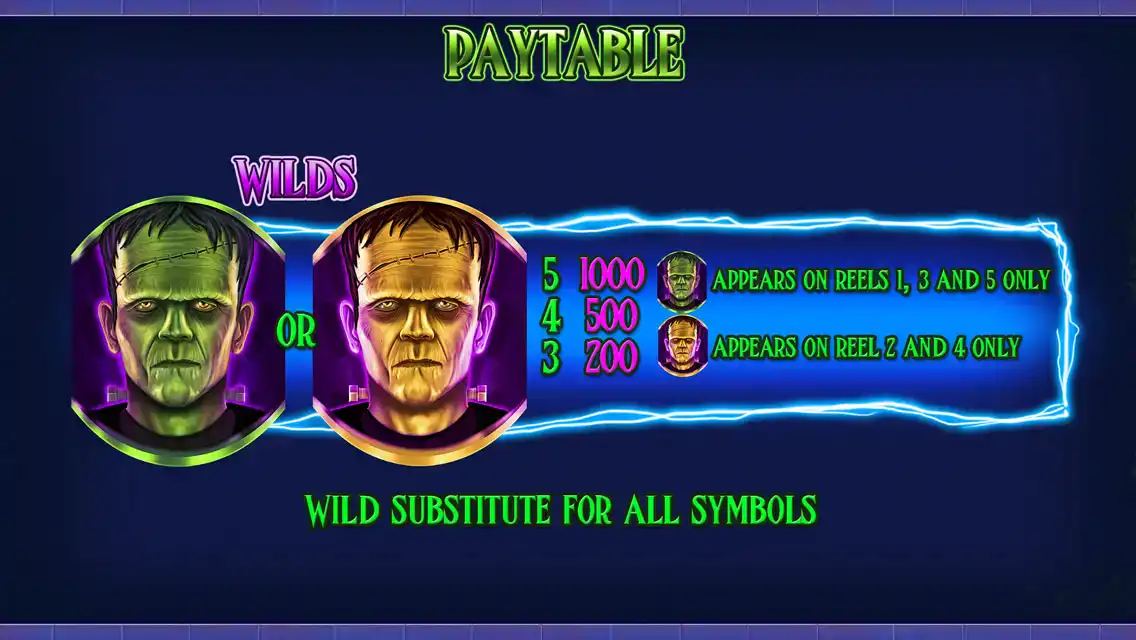 PAYTABLE
WILDS
OR
5 1000
4 500
3 200
APPEARS ON REELS 1, 3 AND 5 ONLY
APPEARS ON REEL 2 AND 4 ONLY
WILD SUBSTITUTE FOR ALL SYMBOLS